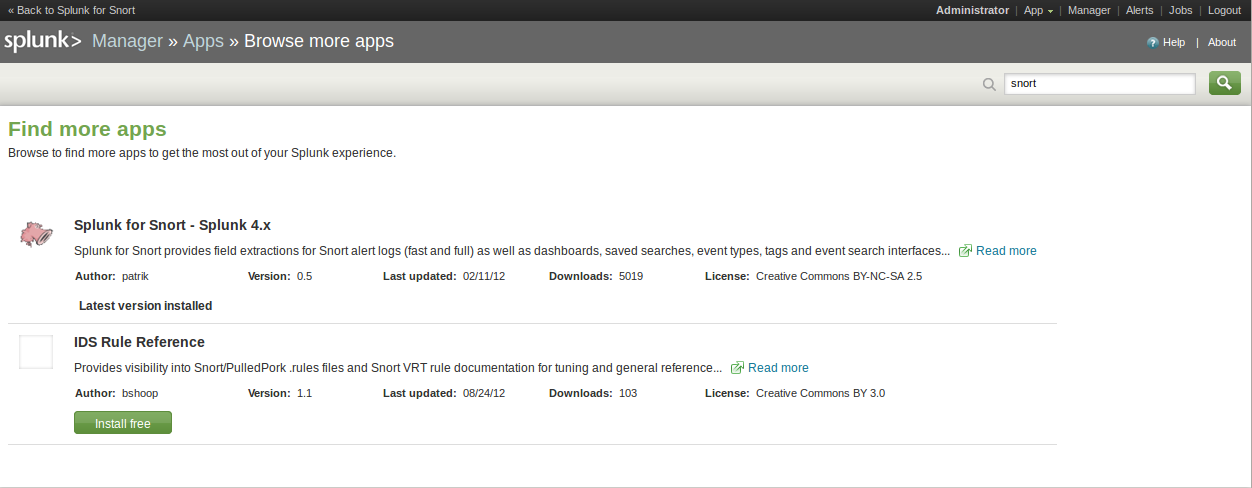 « Back to Splunk for Snort Administrator | App | Manager | Alerts | Jobs | Logout
splunk> Manager » Apps » Browse more apps ? Help | About
snort
Find more apps
Browse to find more apps to get the most out of your Splunk experience.
Splunk for Snort - Splunk 4.x
Splunk for Snort provides field extractions for Snort alert logs (fast and full) as well as dashboards, saved searches, event types, tags and event search interfaces... Read more
Author: patrik Version: 0.5 Last updated: 02/11/12 Downloads: 5019 License: Creative Commons BY-NC-SA 2.5
Latest version installed
IDS Rule Reference
Provides visibility into Snort/PulledPork .rules files and Snort VRT rule documentation for tuning and general reference... Read more
Author: bshoop Version: 1.1 Last updated: 08/24/12 Downloads: 103 License: Creative Commons BY 3.0
Install free